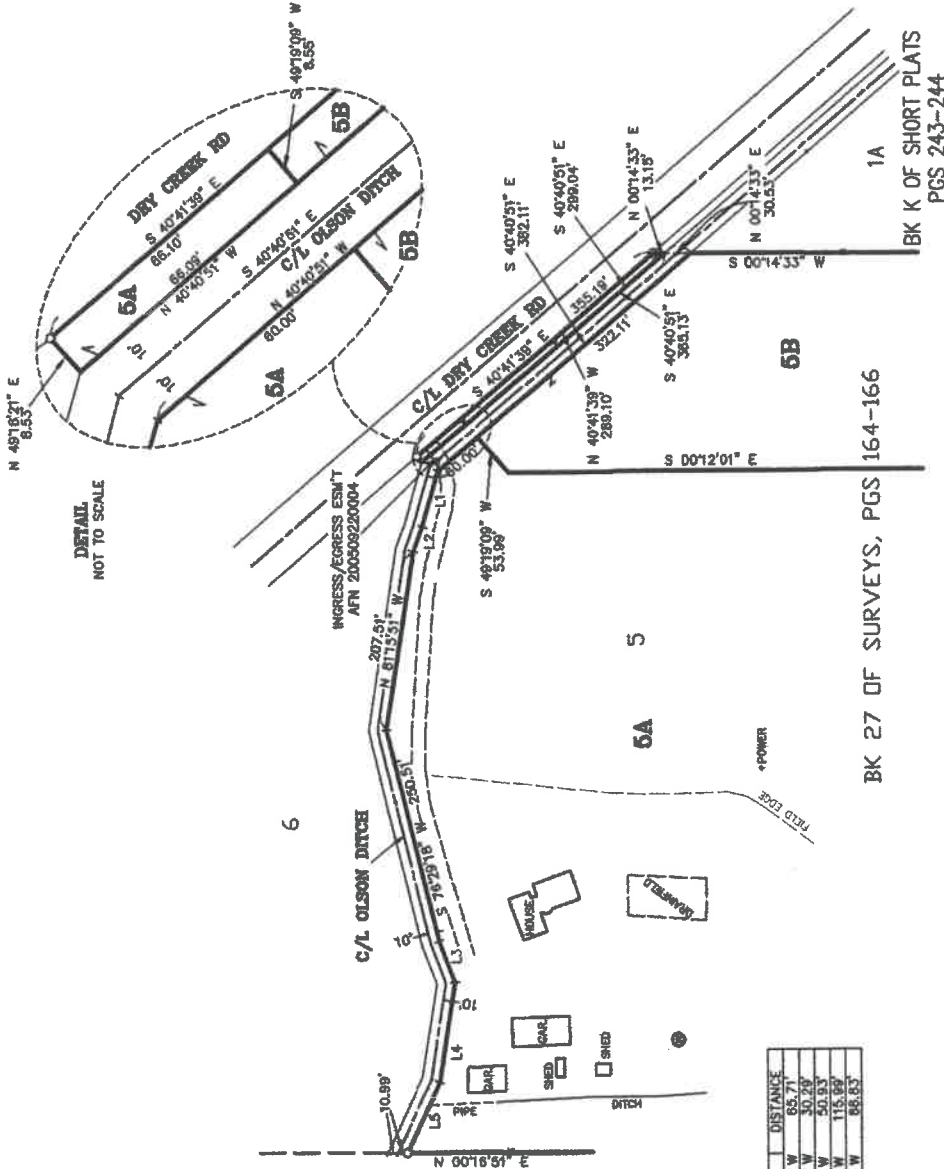 DETAIL
NOT TO SCALE
N 49°18'21" E
8.53'
DRY CREEK RD
S 40°41'39" E
66.10'
5A
66.09'
N 40°40'51" W
S 40°40'51" E
C/L OLSON DITCH
N 40°40'51" W
60.00'
5A
5B
5B
S 49°19'09" W
8.55'
10'
10'
INGRESS/EGRESS ESM'T
AFN 200509220004
C/L DRY CREEK RD
S 40°41'39" E
355.19'
S 40°40'51" E
382.11'
S 40°40'51" E
299.04'
N 00°14'33" E
13.15'
N 00°14'33" E
30.53'
1A
BK K OF SHORT PLATS
PGS 243-244
S 00°14'33" W
S 40°40'51" E
365.13'
322.11'
N 40°41'39" W
289.10'
60.00'
S 49°19'09" W
53.99'
S 00°12'01" E
5B
BK 27 OF SURVEYS, PGS 164-166
6
5
5A
207.51'
N 81°15'51" W
L1
L2
250.51'
S 76°29'18" W
C/L OLSON DITCH
10'
10'
L3
L4
L5
10.99'
N 00°16'51" E
PIPE
DITCH
GAR.
GAR.
SHED
SHED
HOUSE
DRAINFIELD
POWER
FIELD EDGE
DISTANCE
W 65.71'
W 30.29'
W 50.93'
W 115.99'
W 88.83'